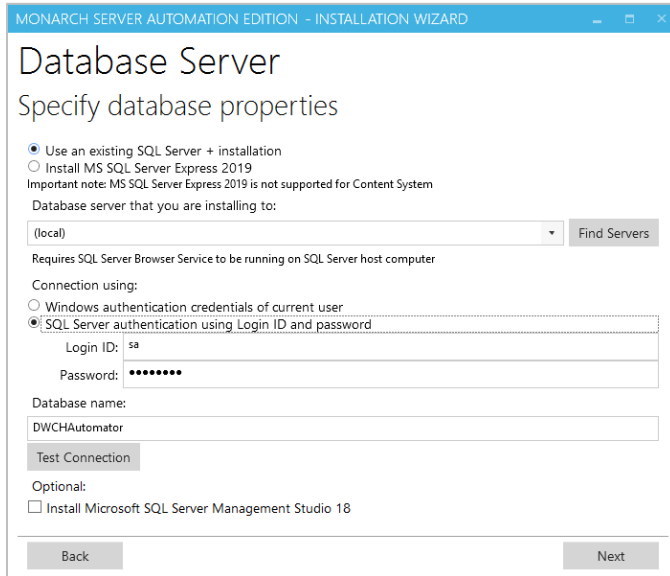 MONARCH SERVER AUTOMATION EDITION - INSTALLATION WIZARD
Database Server
Specify database properties
Use an existing SQL Server + installation
Install MS SQL Server Express 2019
Important note: MS SQL Server Express 2019 is not supported for Content System
Database server that you are installing to:
(local)
Find Servers
Requires SQL Server Browser Service to be running on SQL Server host computer
Connection using:
Windows authentication credentials of current user
SQL Server authentication using Login ID and password
Login ID: sa
Password: ••••••••
Database name:
DWCHAutomator
Test Connection
Optional:
Install Microsoft SQL Server Management Studio 18
Back Next